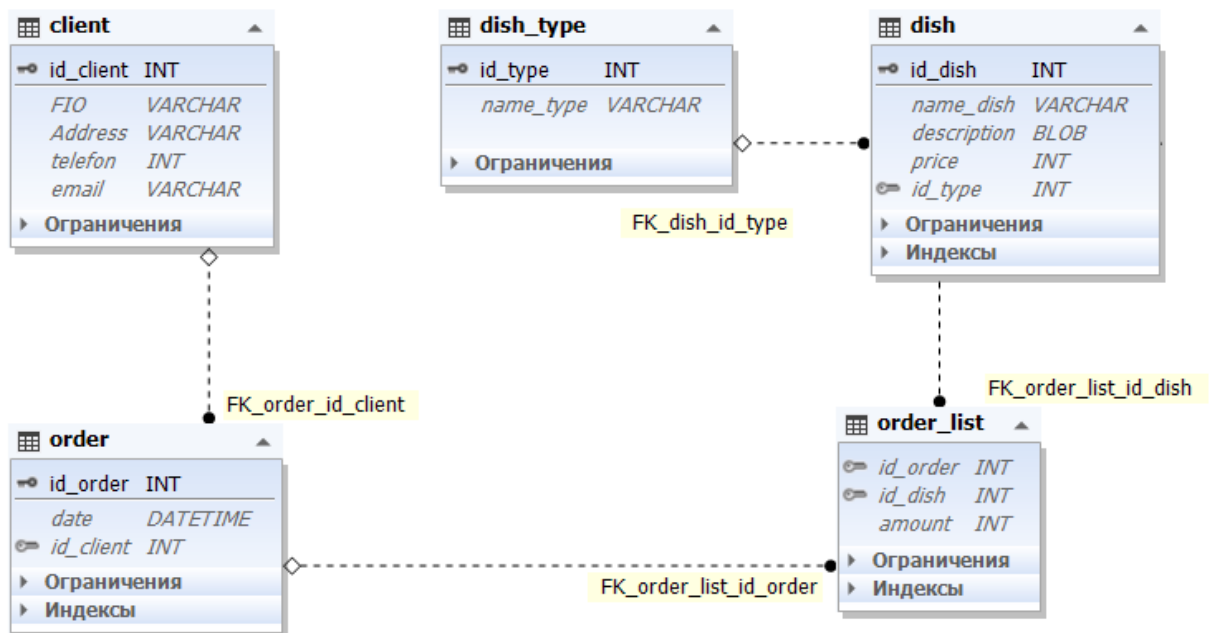 client
id_client INT
FIO VARCHAR
Address VARCHAR
telefon INT
email VARCHAR
Ограничения
dish_type
id_type INT
name_type VARCHAR
Ограничения
dish
id_dish INT
name_dish VARCHAR
description BLOB
price INT
id_type INT
Ограничения
Индексы
FK_dish_id_type
FK_order_id_client
FK_order_list_id_dish
order
id_order INT
date DATETIME
id_client INT
Ограничения
Индексы
FK_order_list_id_order
order_list
id_order INT
id_dish INT
amount INT
Ограничения
Индексы